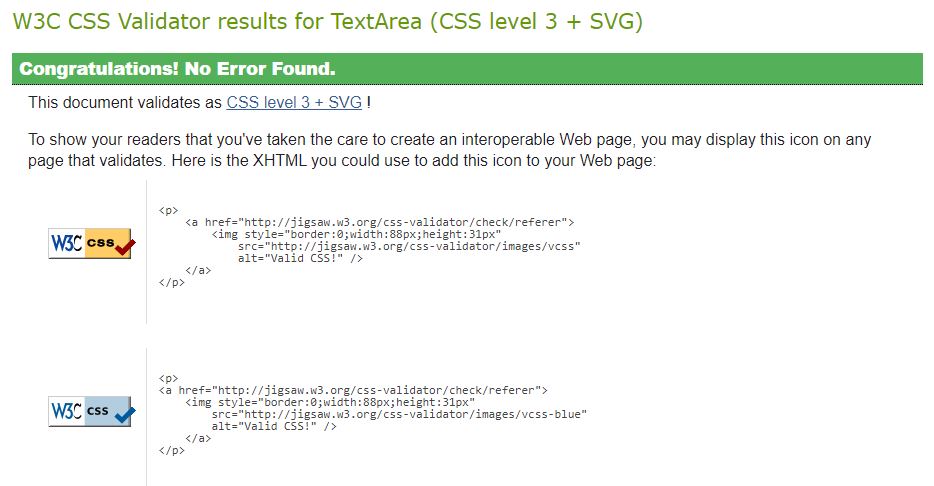 W3C CSS Validator results for TextArea (CSS level 3 + SVG)
Congratulations! No Error Found.
This document validates as CSS level 3 + SVG !
To show your readers that you've taken the care to create an interoperable Web page, you may display this icon on any
page that validates. Here is the XHTML you could use to add this icon to your Web page:
W3C css
<p>
<a href="http://jigsaw.w3.org/css-validator/check/referer">
<img style="border:0;width:88px;height:31px"
src="http://jigsaw.w3.org/css-validator/images/vcss"
alt="Valid CSS!" />
</a>
</p>
W3C css
<p>
<a href="http://jigsaw.w3.org/css-validator/check/referer">
<img style="border:0;width:88px;height:31px"
src="http://jigsaw.w3.org/css-validator/images/vcss-blue"
alt="Valid CSS!" />
</a>
</p>